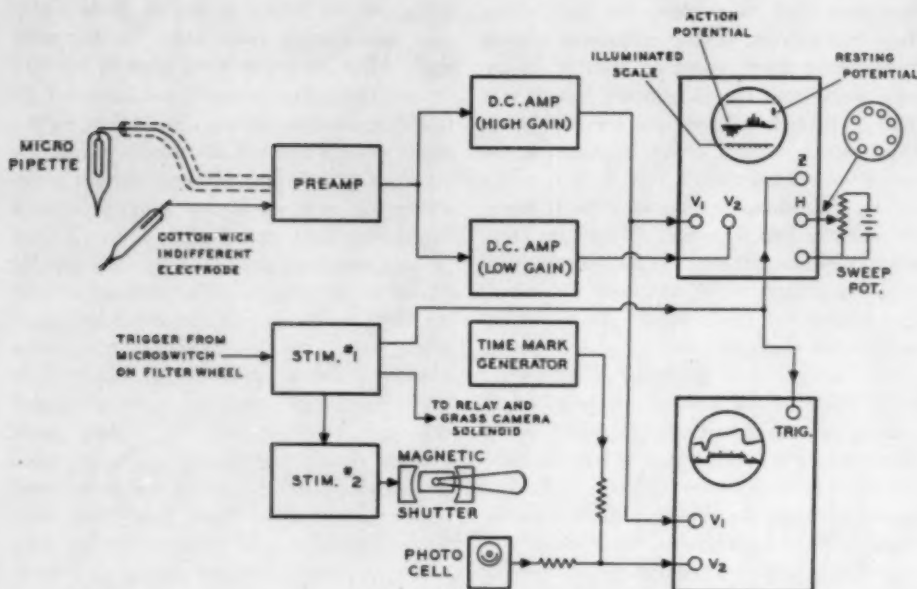 ACTION
POTENTIAL
ILLUMINATED
SCALE
RESTING
POTENTIAL
D.C. AMP
(HIGH GAIN)
MICRO
PIPETTE
PREAMP
Z
H
V1
V2
COTTON WICK
INDIFFERENT
ELECTRODE
D.C. AMP
(LOW GAIN)
SWEEP
POT.
TRIGGER FROM
MICROSWITCH
ON FILTER WHEEL
STIM. #1
TIME MARK
GENERATOR
TO RELAY AND
GRASS CAMERA
SOLENOID
TRIG.
STIM. #2
MAGNETIC
SHUTTER
V1
PHOTO
CELL
V2